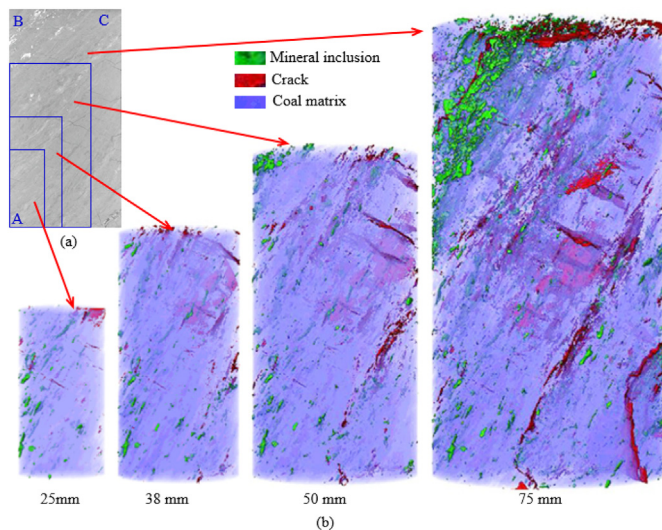 B
C
A
(a)
Mineral inclusion
Crack
Coal matrix
25mm
38 mm
50 mm
75 mm
(b)